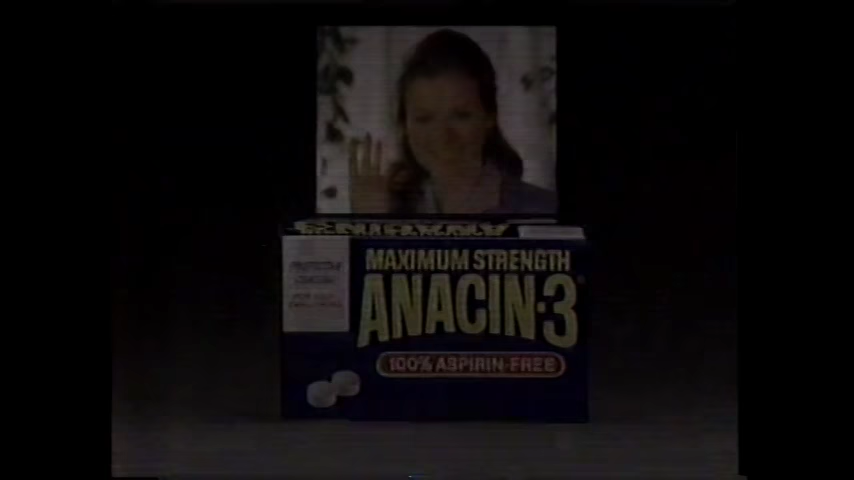 MAXIMUM STRENGTH
ANACIN-3
100% ASPIRIN-FREE